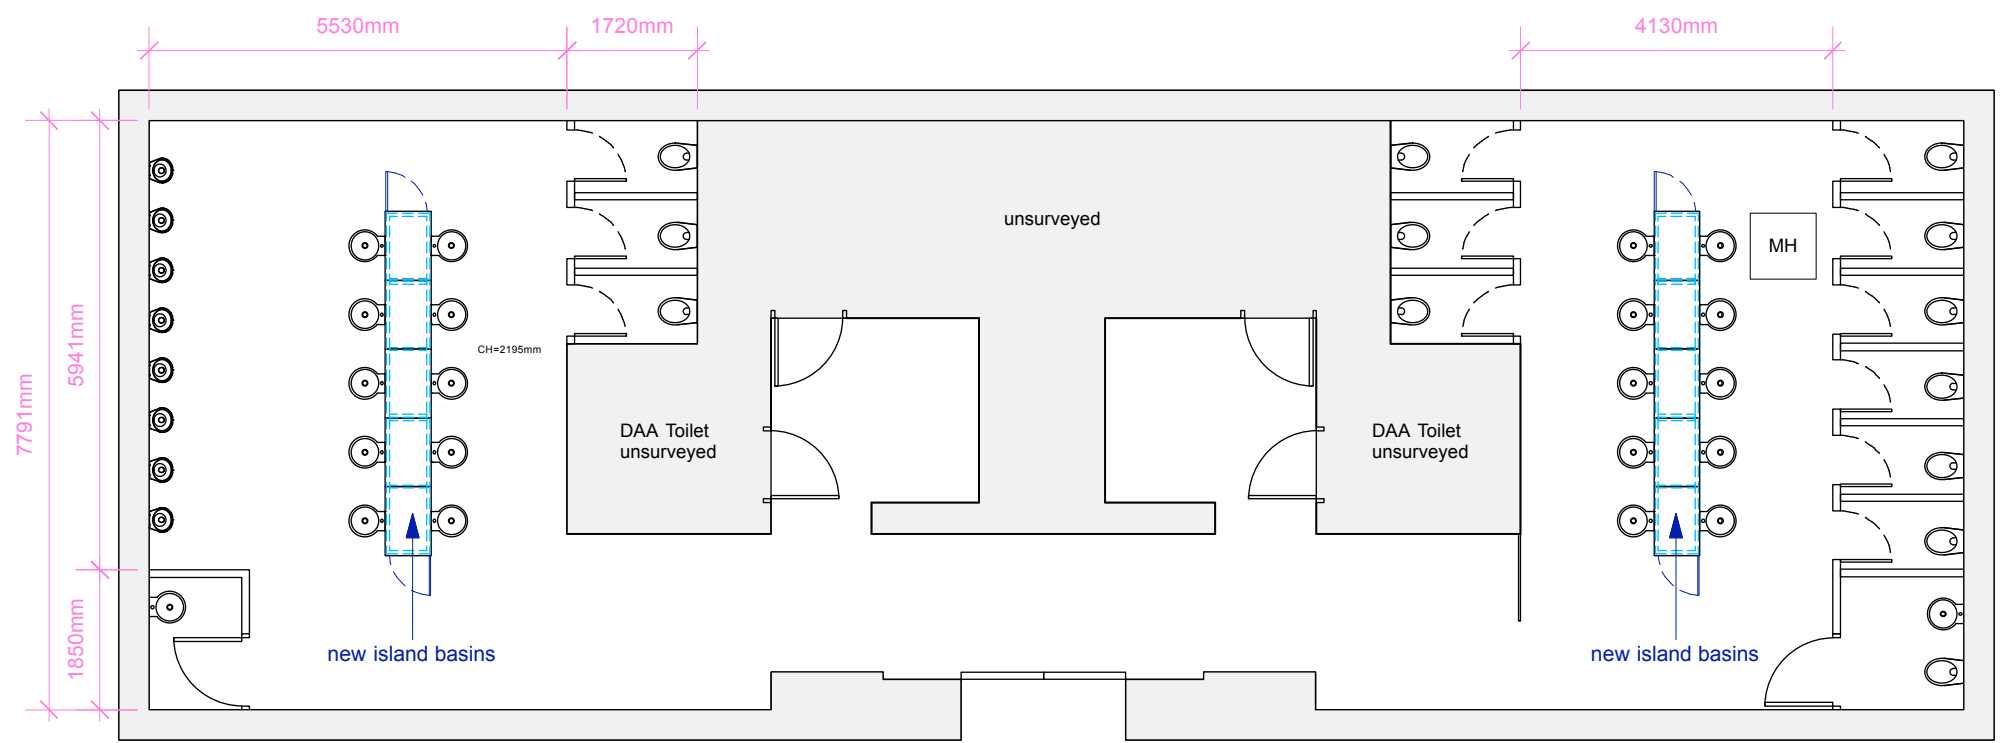 5530mm
1720mm
4130mm
unsurveyed
MH
5941mm
CH=2195mm
7791mm
DAA Toilet
unsurveyed
DAA Toilet
unsurveyed
1850mm
new island basins
new island basins